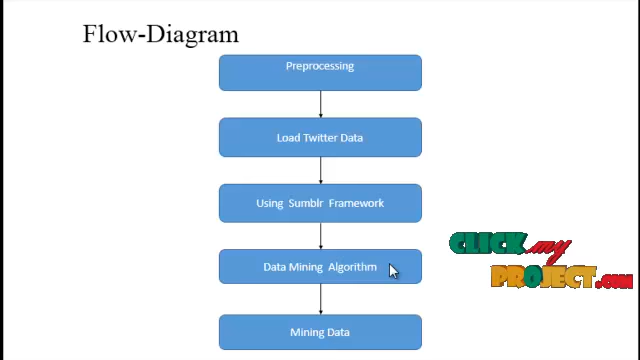 Flow-Diagram
Preprocessing
Load Twitter Data
Using Sumblr Framework
Data Mining Algorithm
Mining Data
CLICK my
PROJECT.COM